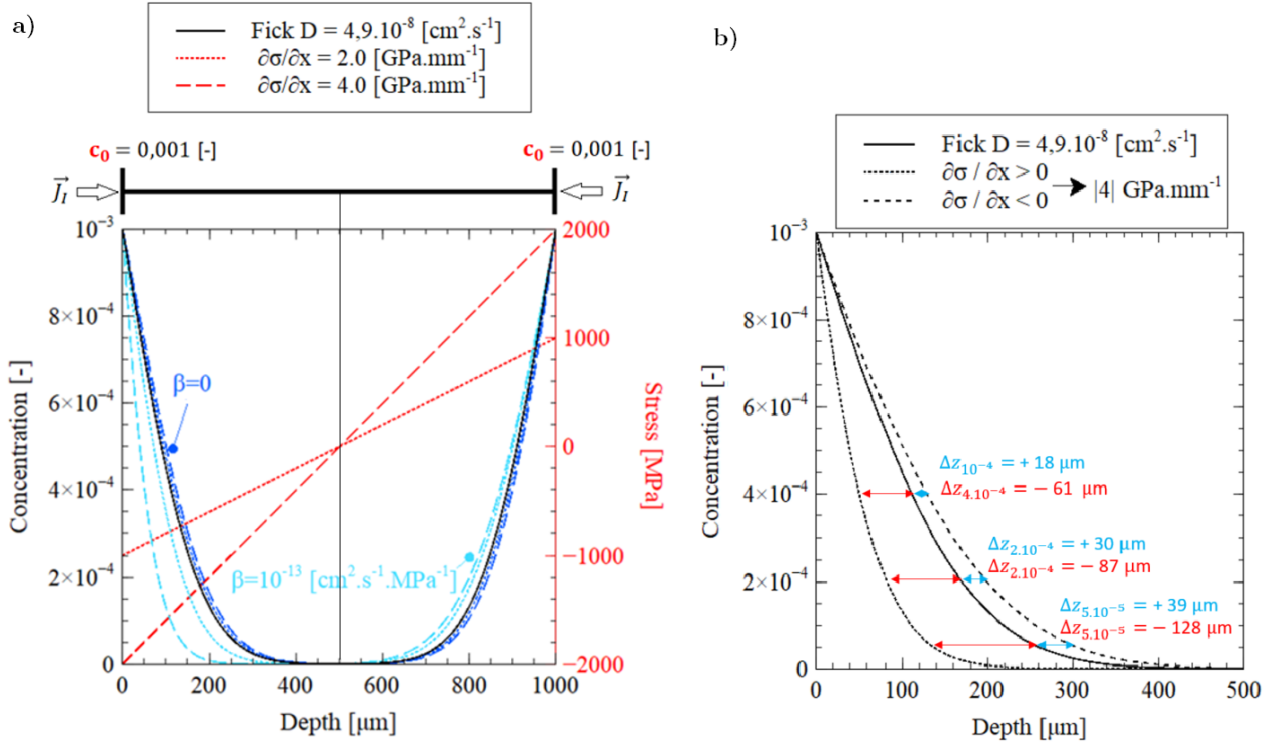 a)
Fick D = 4,9.10⁻⁸ [cm².s⁻¹]
∂σ/∂x = 2.0 [GPa.mm⁻¹]
∂σ/∂x = 4.0 [GPa.mm⁻¹]
c₀ = 0,001 [-]
c₀ = 0,001 [-]
J_I
J_I
10⁻³
8×10⁻⁴
6×10⁻⁴
4×10⁻⁴
2×10⁻⁴
0
Concentration [-]
β=0
β=10⁻¹³ [cm².s⁻¹.MPa⁻¹]
2000
1000
0
−1000
−2000
Stress [MPa]
0 200 400 600 800 1000
Depth [μm]
b)
Fick D = 4,9.10⁻⁸ [cm².s⁻¹]
∂σ / ∂x > 0
∂σ / ∂x < 0
|4| GPa.mm⁻¹
10⁻³
8×10⁻⁴
6×10⁻⁴
4×10⁻⁴
2×10⁻⁴
0
Concentration [-]
Δz₁₀⁻⁴ = + 18 μm
Δz₄.₁₀⁻⁴ = − 61 μm
Δz₂.₁₀⁻⁴ = + 30 μm
Δz₂.₁₀⁻⁴ = − 87 μm
Δz₅.₁₀⁻⁵ = +39 μm
Δz₅.₁₀⁻⁵ = − 128 μm
0 100 200 300 400 500
Depth [μm]